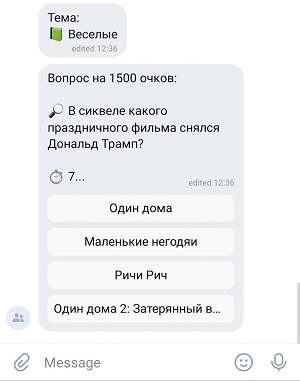 Тема:
📗 Веселые
edited 12:36
Вопрос на 1500 очков:
🔎 В сиквеле какого
праздничного фильма снялся
Дональд Трамп?
⏱ 7...
edited 12:36
Один дома
Маленькие негодяи
Ричи Рич
Один дома 2: Затерянный в...
Message